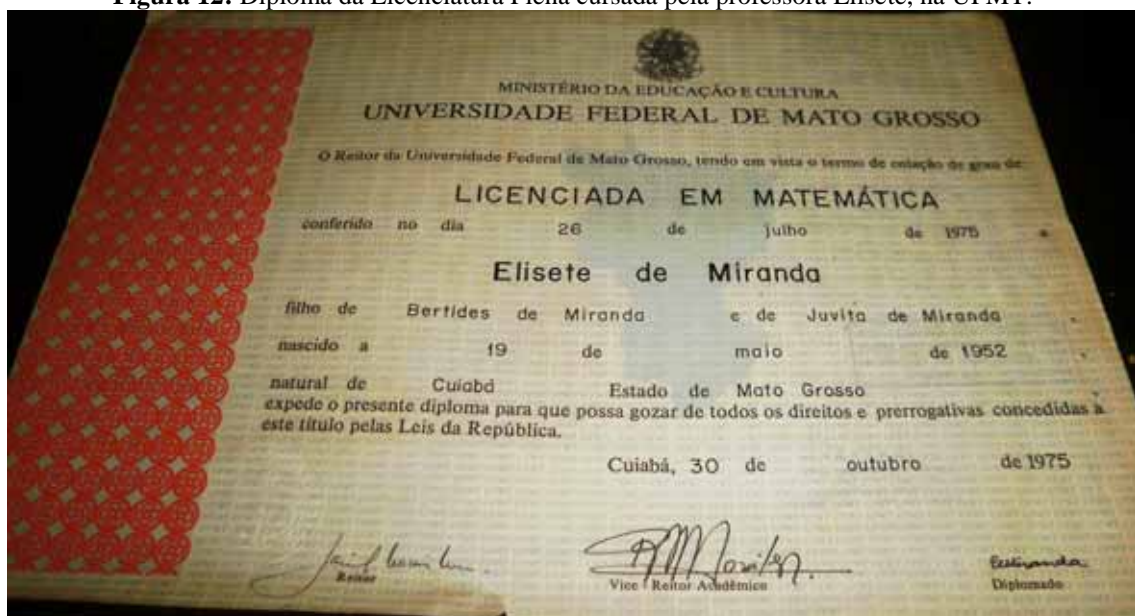 Figura 12: Diploma da Licenciatura Plena cursada pela professora Elisete, na UFMT.
MINISTÉRIO DA EDUCAÇÃO E CULTURA
UNIVERSIDADE FEDERAL DE MATO GROSSO
O Reitor da Universidade Federal de Mato Grosso, tendo em vista o termo de colação de grau de
LICENCIADA EM MATEMÁTICA
conferido no dia 26 de julho de 1975
Elisete de Miranda
filho de Bertides de Miranda e de Juvita de Miranda
nascido a 19 de maio de 1952
natural de Cuiabá Estado de Mato Grosso
expede o presente diploma para que possa gozar de todos os direitos e prerrogativas concedidas a
este título pelas Leis da República.
Cuiabá, 30 de outubro de 1975
Reitor
Vice Reitor Acadêmico
Diplomado